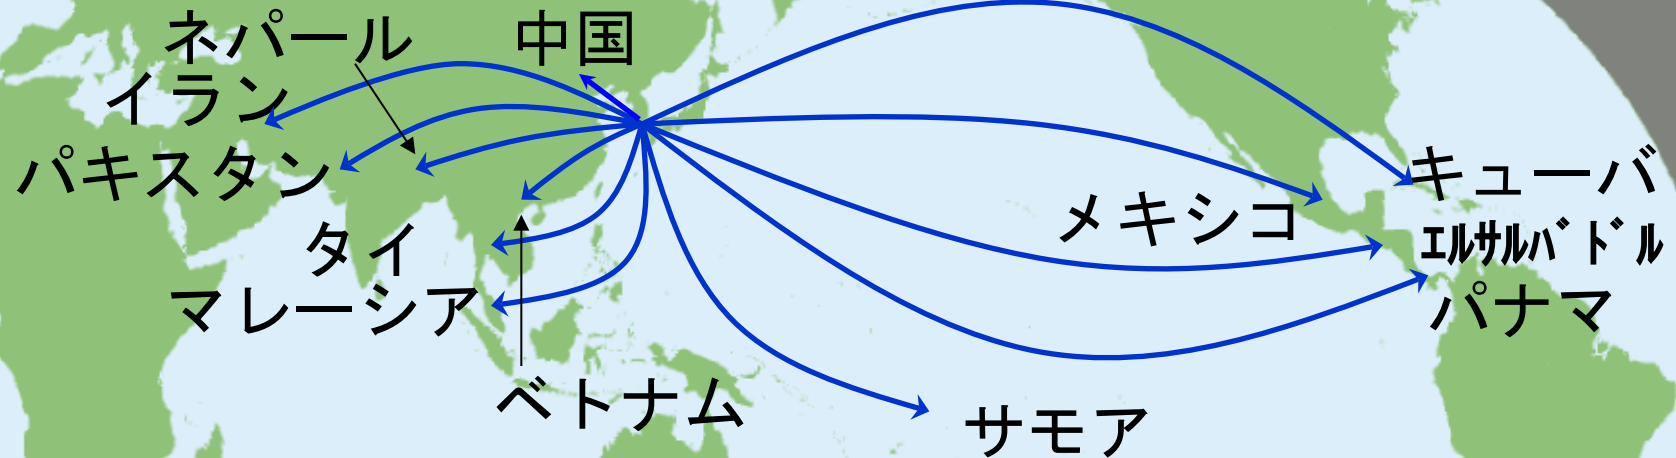 ネパール
中国
イラン
パキスタン
キューバ
メキシコ
タイ
ｴﾙｻﾙﾊﾞﾄﾞﾙ
マレーシア
パナマ
ベトナム
サモア